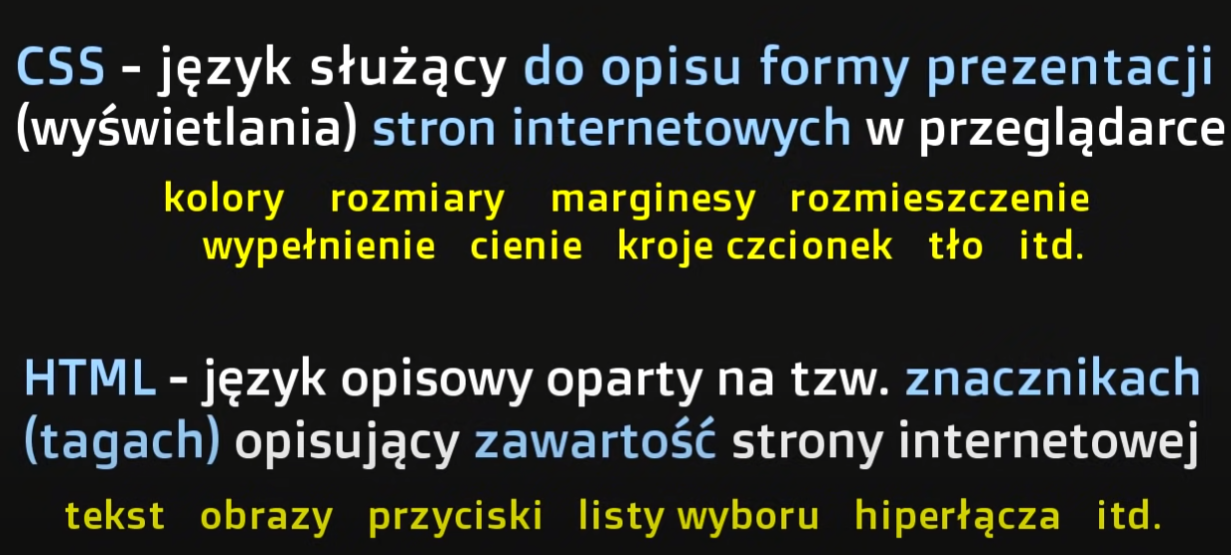 CSS - język służący do opisu formy prezentacji
(wyświetlania) stron internetowych w przeglądarce
kolory rozmiary marginesy rozmieszczenie
wypełnienie cienie kroje czcionek tło itd.
HTML - język opisowy oparty na tzw. znacznikach
(tagach) opisujący zawartość strony internetowej
tekst obrazy przyciski listy wyboru hiperłącza itd.